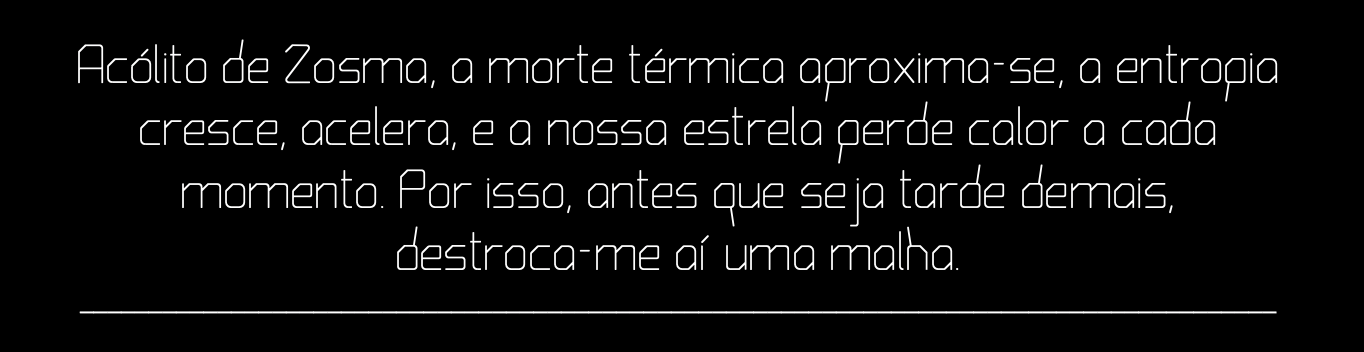 Acólito de Zosma, a morte térmica aproxima-se, a entropia
cresce, acelera, e a nossa estrela perde calor a cada
momento. Por isso, antes que seja tarde demais,
destroca-me aí uma malha.